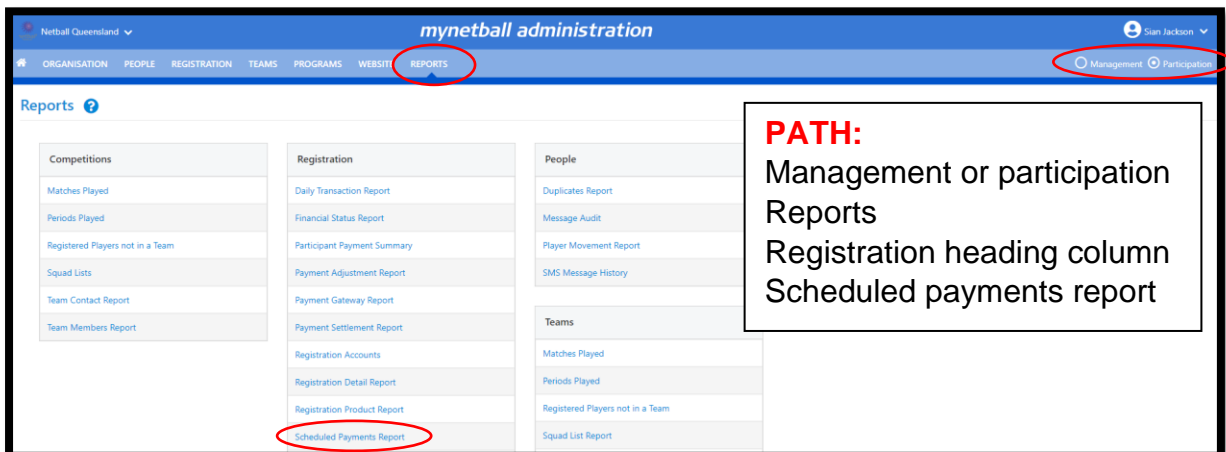 Netball Queensland
mynetball administration
Sian Jackson
ORGANISATION PEOPLE REGISTRATION TEAMS PROGRAMS WEBSITE REPORTS
Management Participation
Reports ?
Competitions
Matches Played
Periods Played
Registered Players not in a Team
Squad Lists
Team Contact Report
Team Members Report
Registration
Daily Transaction Report
Financial Status Report
Participant Payment Summary
Payment Adjustment Report
Payment Gateway Report
Payment Settlement Report
Registration Accounts
Registration Detail Report
Registration Product Report
Scheduled Payments Report
People
Duplicates Report
Message Audit
Player Movement Report
SMS Message History
Teams
Matches Played
Periods Played
Registered Players not in a Team
Squad List Report
PATH:
Management or participation
Reports
Registration heading column
Scheduled payments report